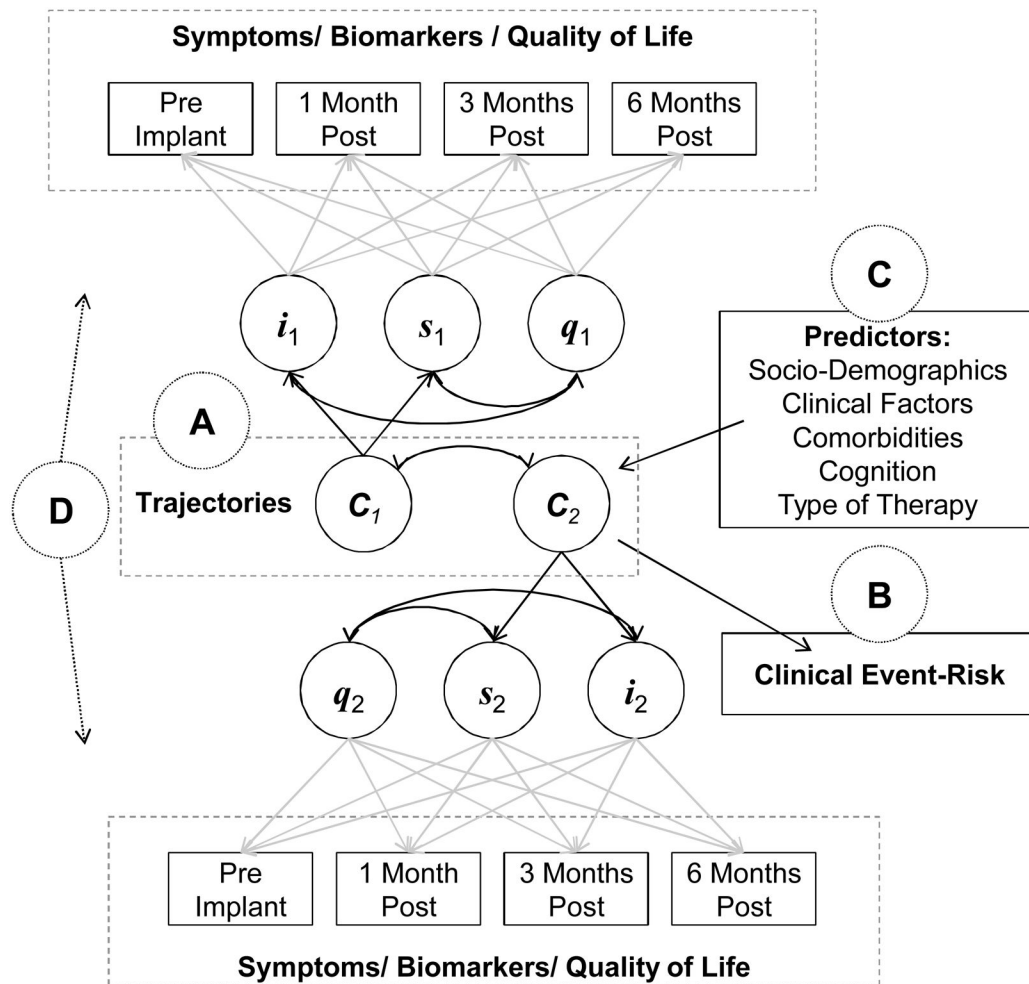 Symptoms/ Biomarkers / Quality of Life
Pre
Implant
1 Month
Post
3 Months
Post
6 Months
Post
i1
s1
q1
C
Predictors:
Socio-Demographics
Clinical Factors
Comorbidities
Cognition
Type of Therapy
A
D
Trajectories
C1
C2
B
Clinical Event-Risk
q2
s2
i2
Pre
Implant
1 Month
Post
3 Months
Post
6 Months
Post
Symptoms/ Biomarkers/ Quality of Life